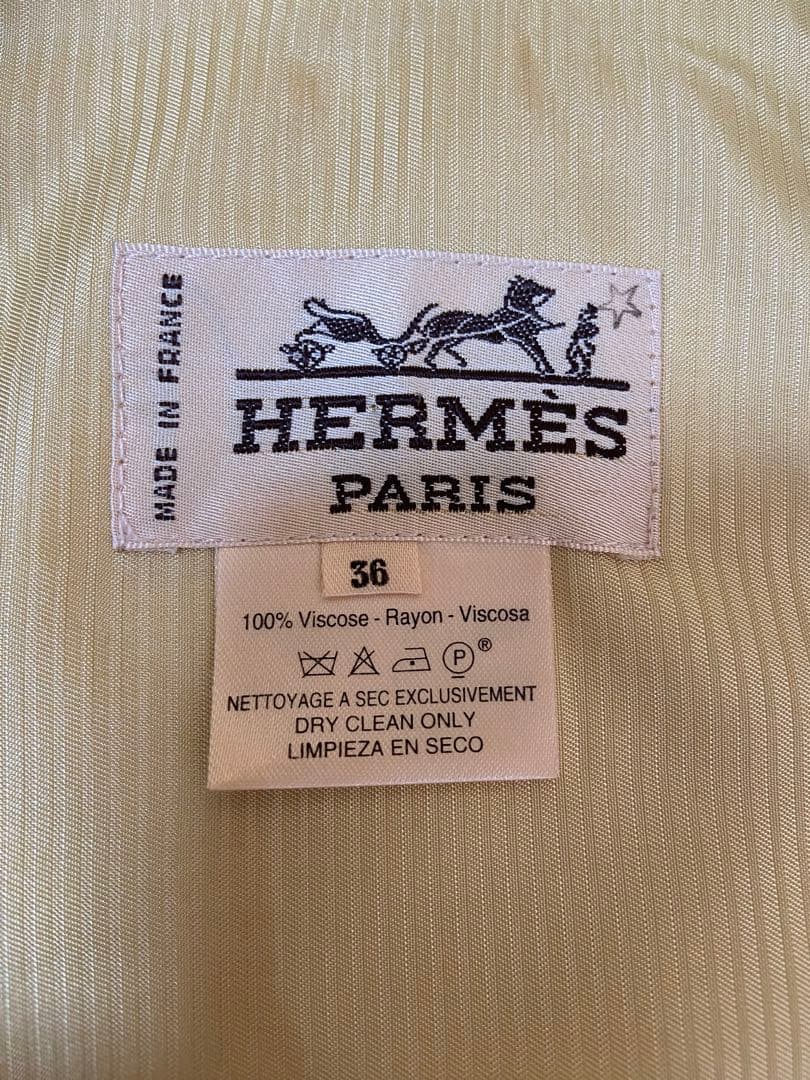 MADE IN FRANCE
HERMÈS
PARIS
36
100% Viscose - Rayon - Viscosa
P®
NETTOYAGE A SEC EXCLUSIVEMENT
DRY CLEAN ONLY
LIMPIEZA EN SECO